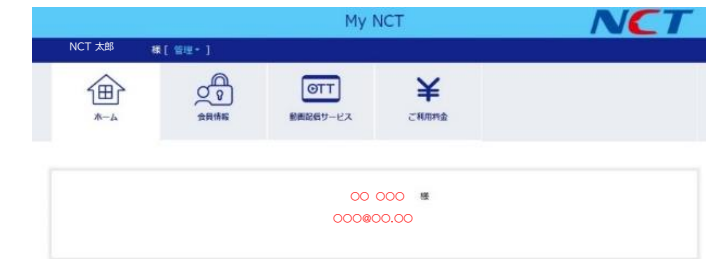 My NCT
NCT
NCT 太郎 様 [ 管理 ]
OTT
ホーム 会員情報 動画配信サービス ご利用料金
○○ ○○○ 様
○○○@○○.○○